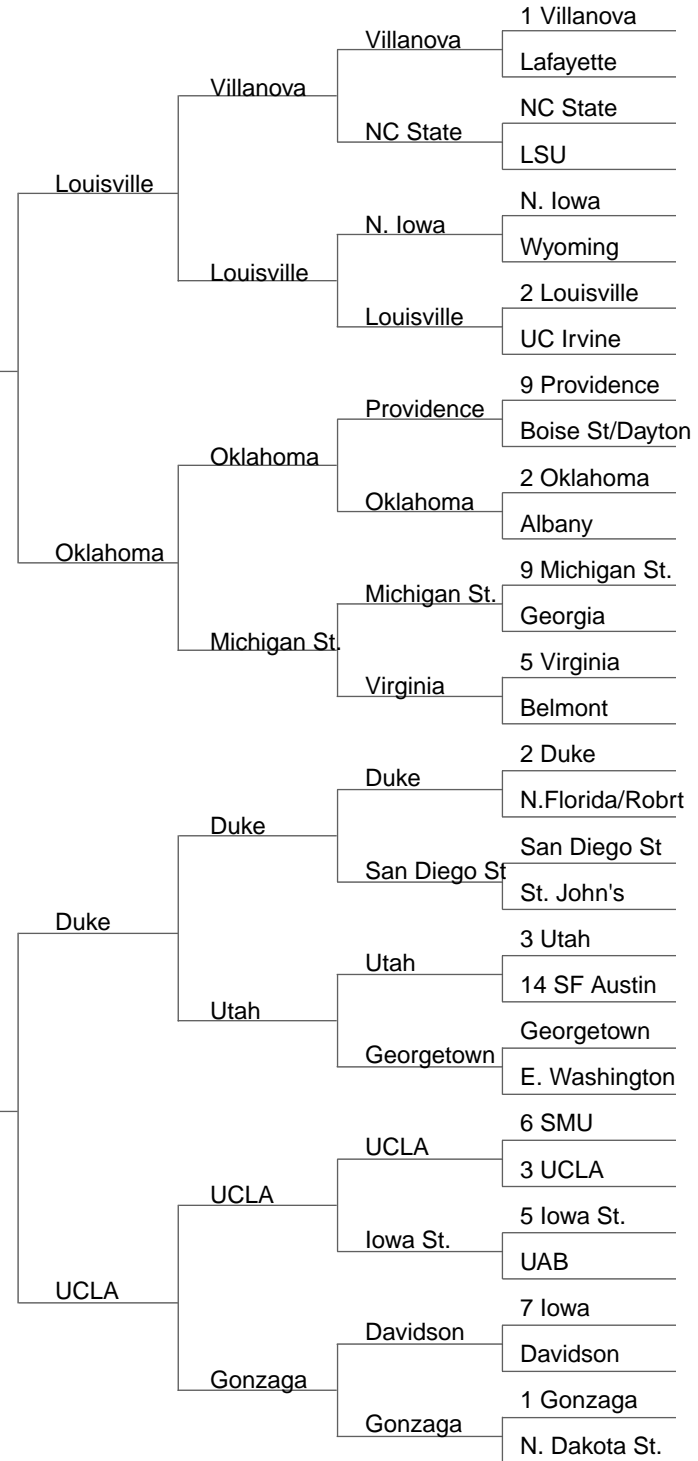 1 Villanova
Villanova
Lafayette
Villanova
NC State
NC State
LSU
Louisville
N. Iowa
N. Iowa
Wyoming
Louisville
2 Louisville
Louisville
UC Irvine
9 Providence
Providence
Boise St/Dayton
Oklahoma
2 Oklahoma
Oklahoma
Albany
Oklahoma
9 Michigan St.
Michigan St.
Georgia
Michigan St.
5 Virginia
Virginia
Belmont
2 Duke
Duke
N.Florida/Robrt
Duke
San Diego St
San Diego St
St. John's
Duke
3 Utah
Utah
14 SF Austin
Utah
Georgetown
Georgetown
E. Washington
6 SMU
UCLA
3 UCLA
UCLA
5 Iowa St.
Iowa St.
UAB
UCLA
7 Iowa
Davidson
Davidson
Gonzaga
1 Gonzaga
Gonzaga
N. Dakota St.